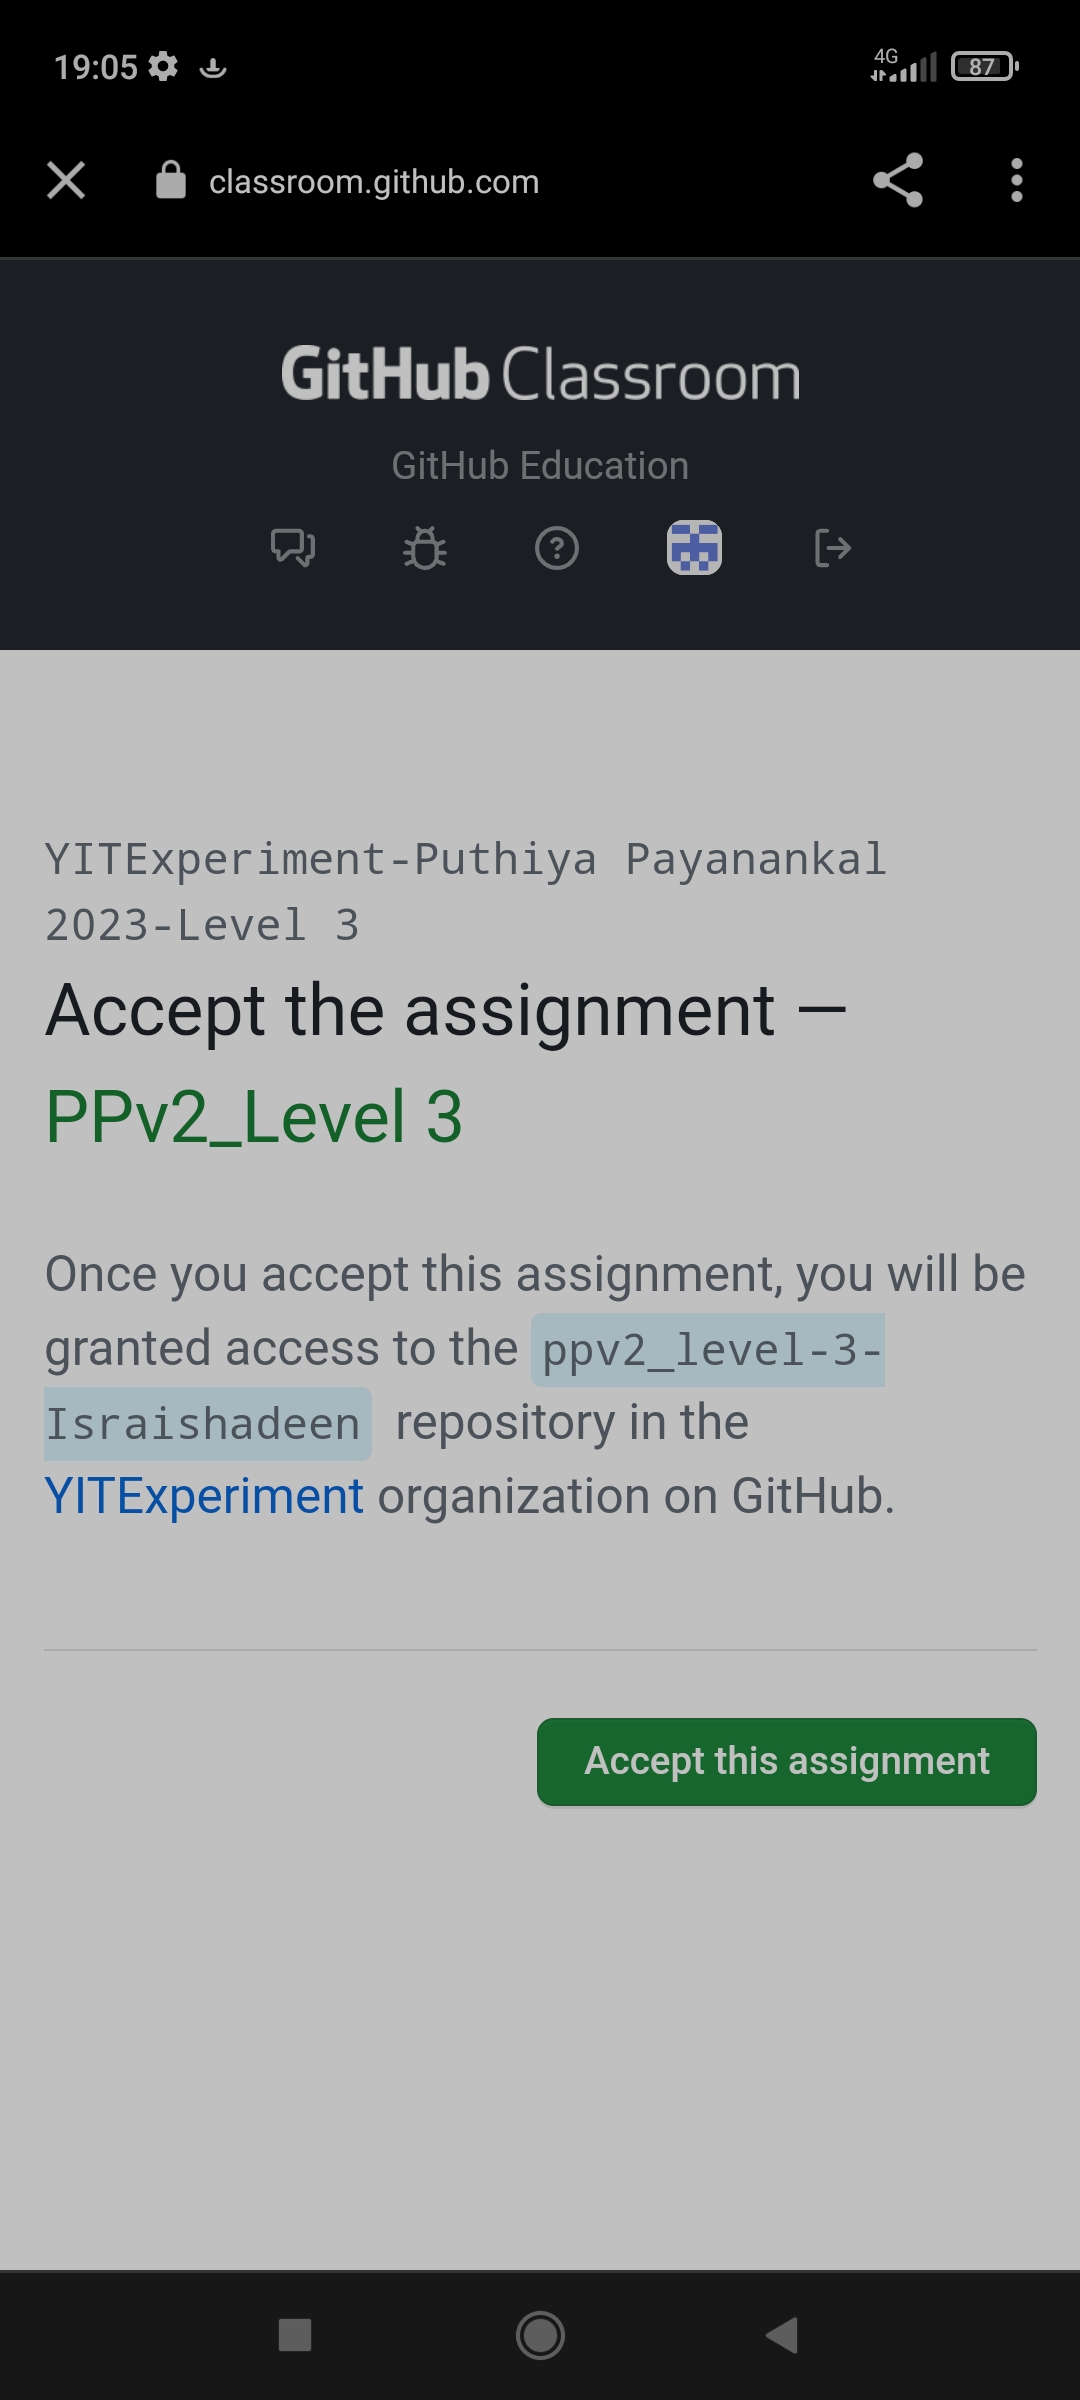 19:05
4G
87
classroom.github.com
GitHub Classroom
GitHub Education
YITExperiment-Puthiya Payanankal
2023-Level 3
Accept the assignment —
PPv2_Level 3
Once you accept this assignment, you will be
granted access to the ppv2_level-3-
Israishadeen repository in the
YITExperiment organization on GitHub.
Accept this assignment